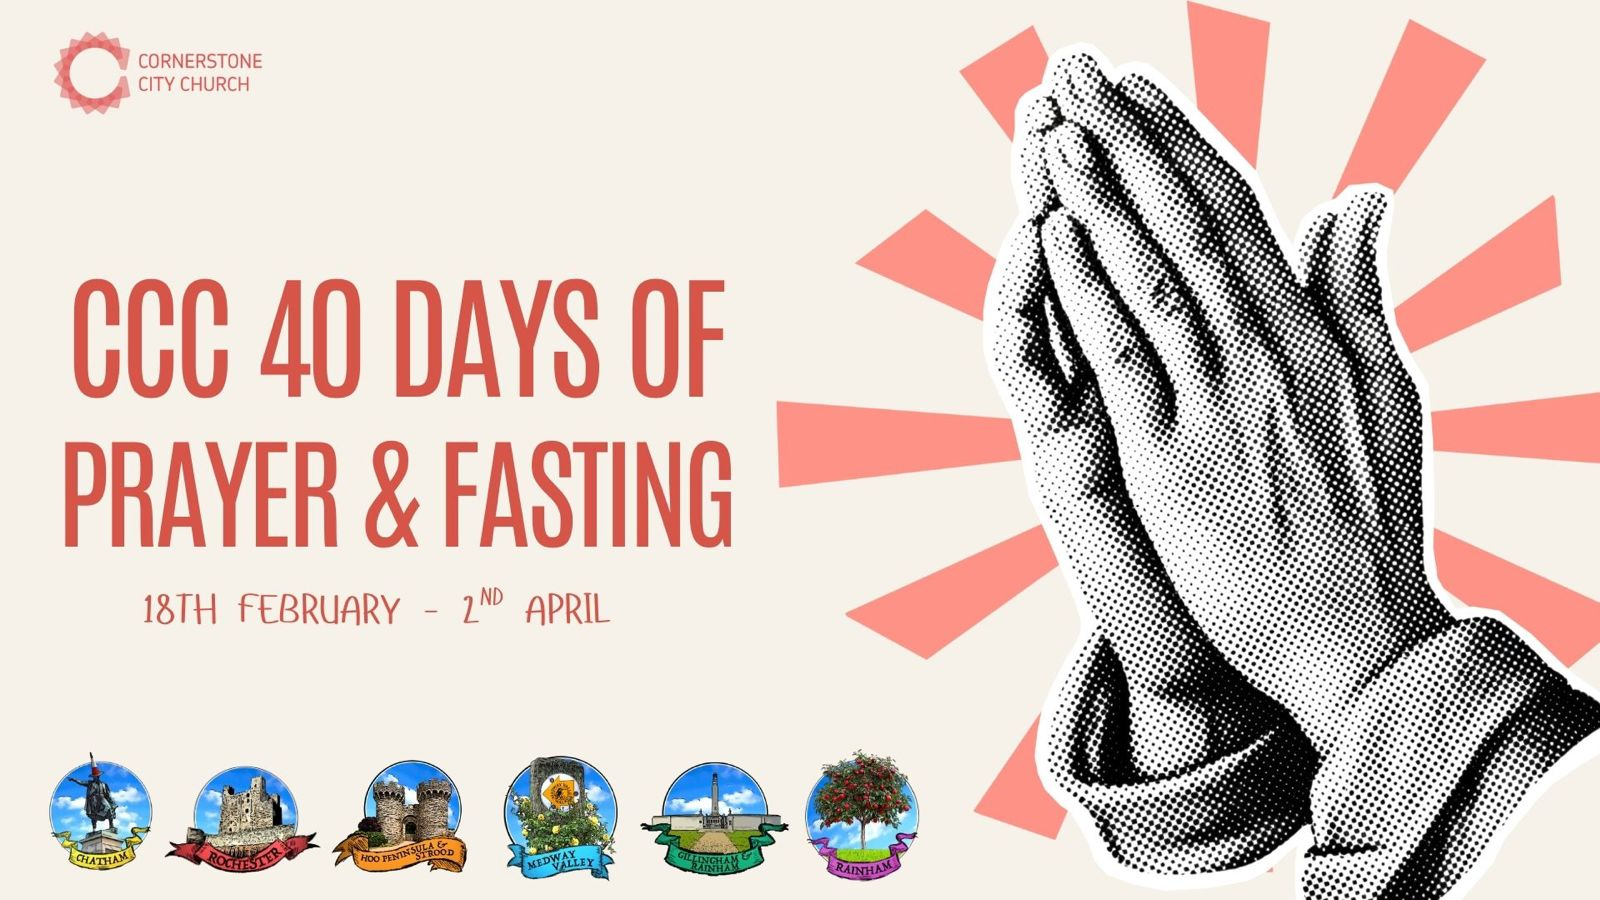 CORNERSTONE
CITY CHURCH
CCC 40 DAYS OF
PRAYER & FASTING
18TH FEBRUARY - 2ND APRIL
CHATHAM
ROCHESTER
HOO PENINSULA &
STROOD
MEDWAY
VALLEY
GILLINGHAM &
RAINHAM
RAINHAM